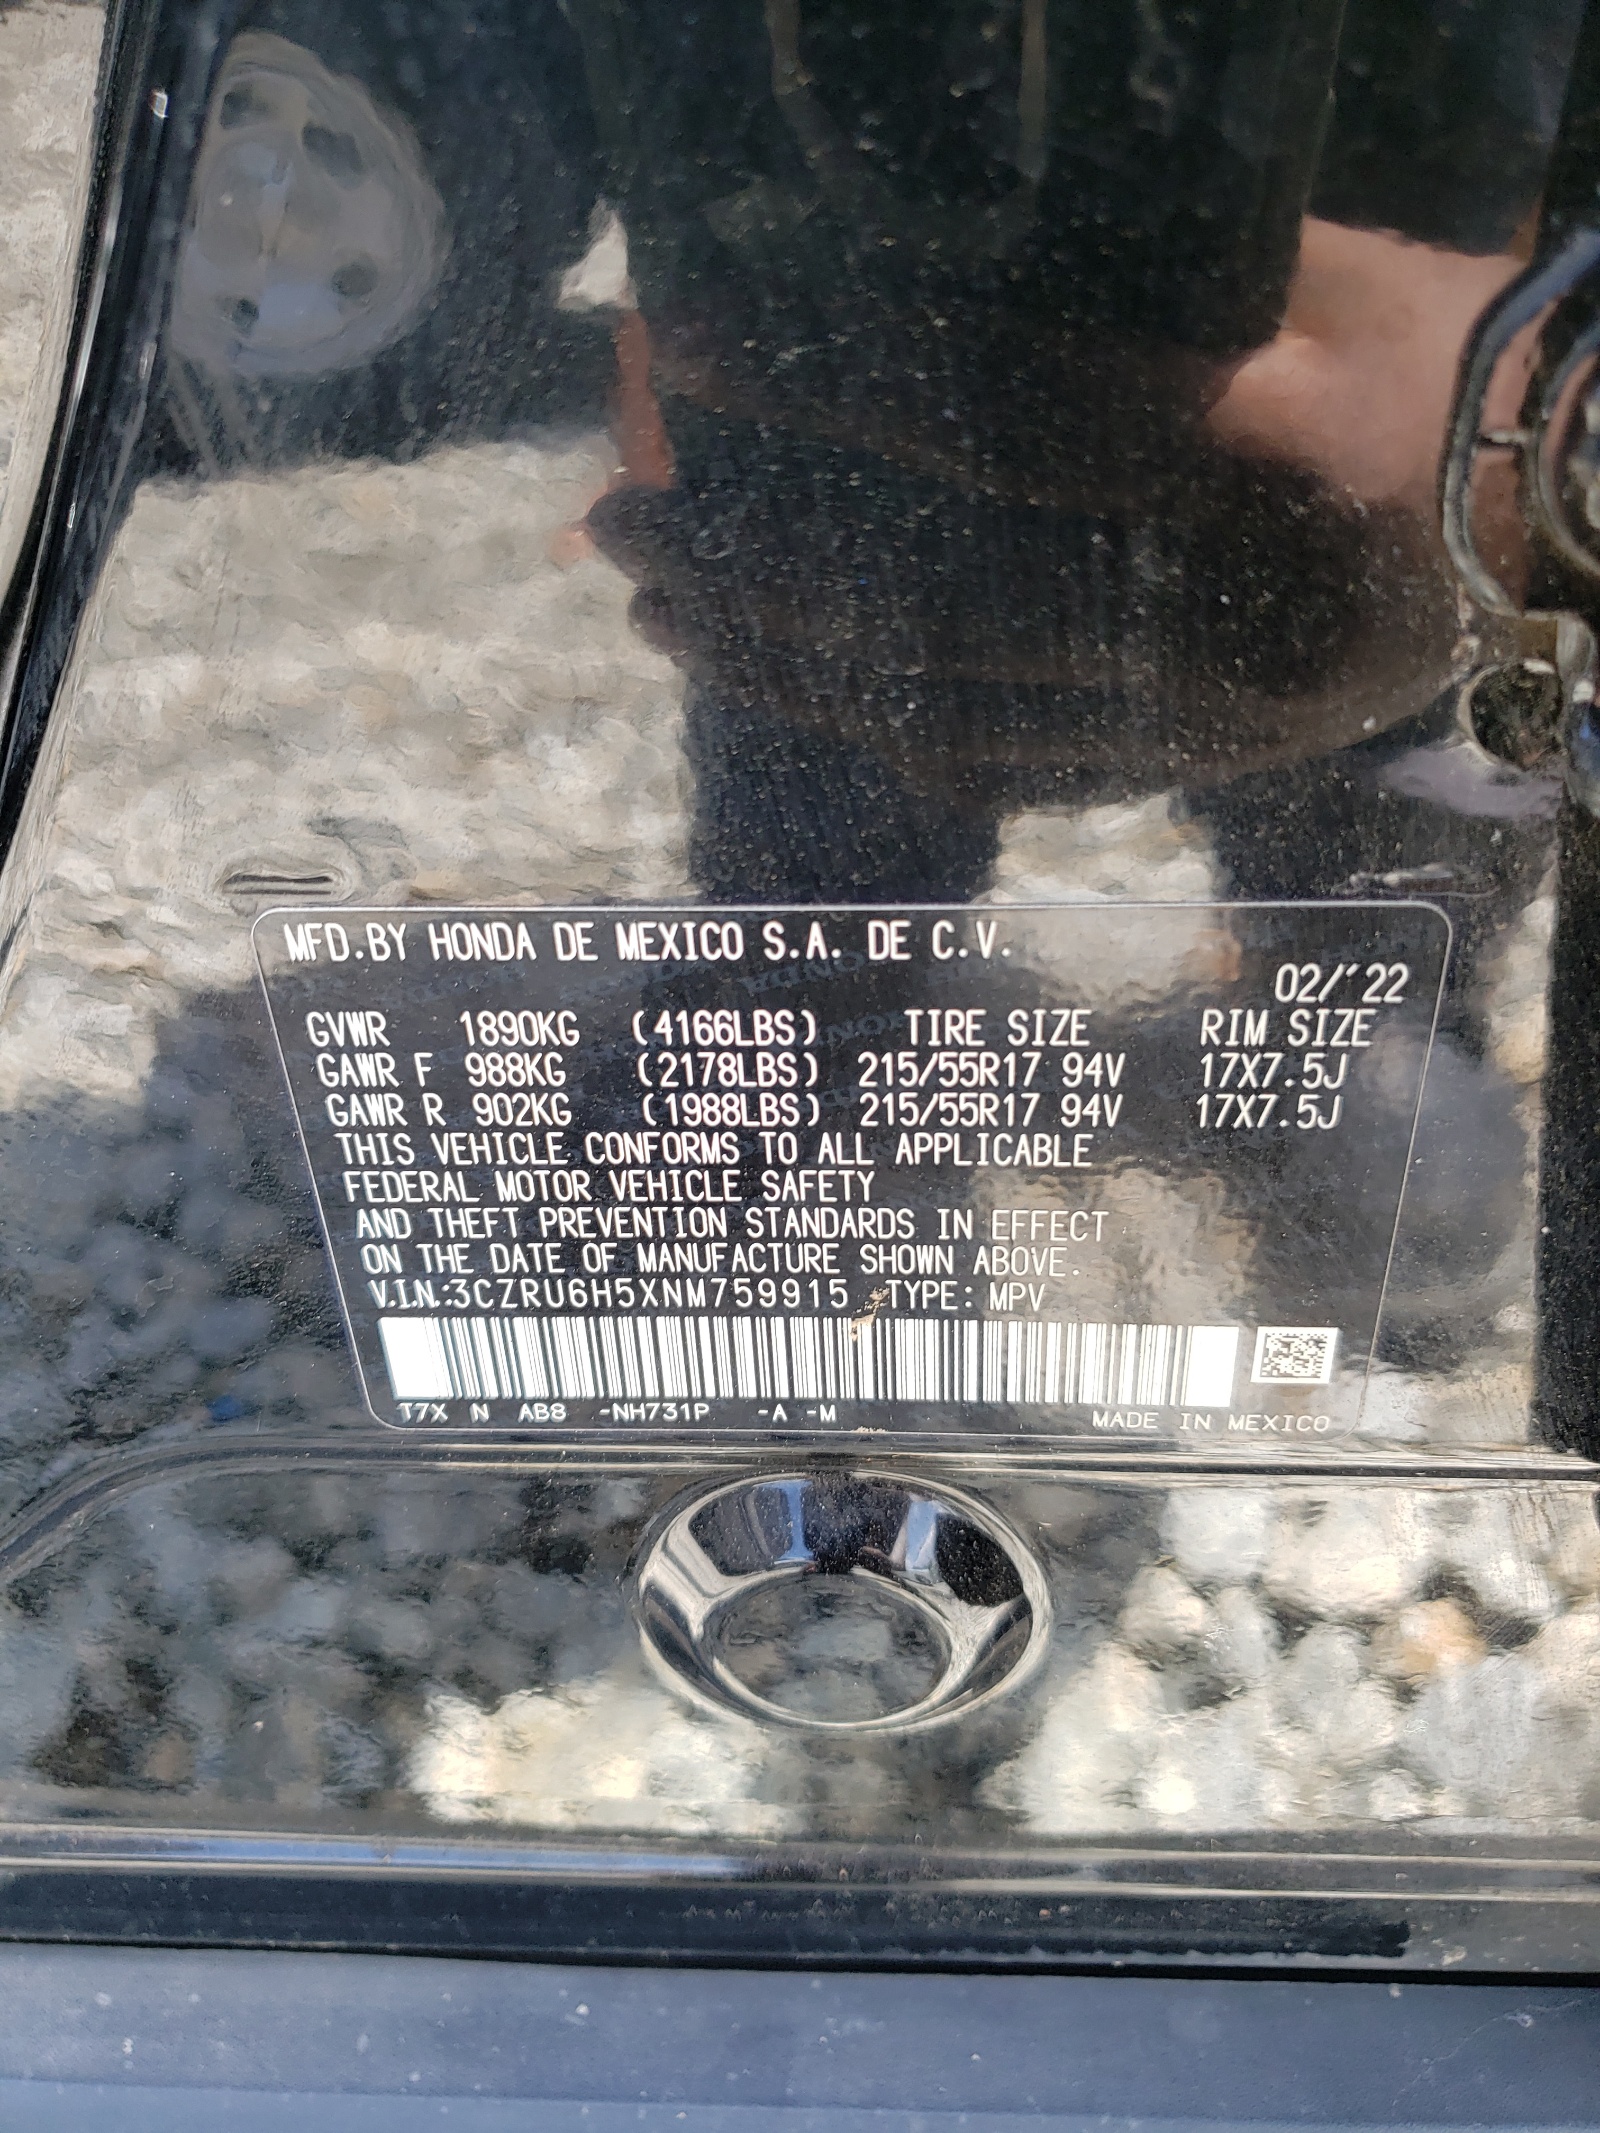 MFD.BY HONDA DE MEXICO S.A. DE C.V.
02/'22
GVWR 1890KG (4166LBS) TIRE SIZE RIM SIZE
GAWR F 988KG (2178LBS) 215/55R17 94V 17X7.5J
GAWR R 902KG (1988LBS) 215/55R17 94V 17X7.5J
THIS VEHICLE CONFORMS TO ALL APPLICABLE
FEDERAL MOTOR VEHICLE SAFETY
AND THEFT PREVENTION STANDARDS IN EFFECT
ON THE DATE OF MANUFACTURE SHOWN ABOVE.
V.I.N.:3CZRU6H5XNM759915 TYPE: MPV
T7X N AB8 -NH731P -A -M MADE IN MEXICO